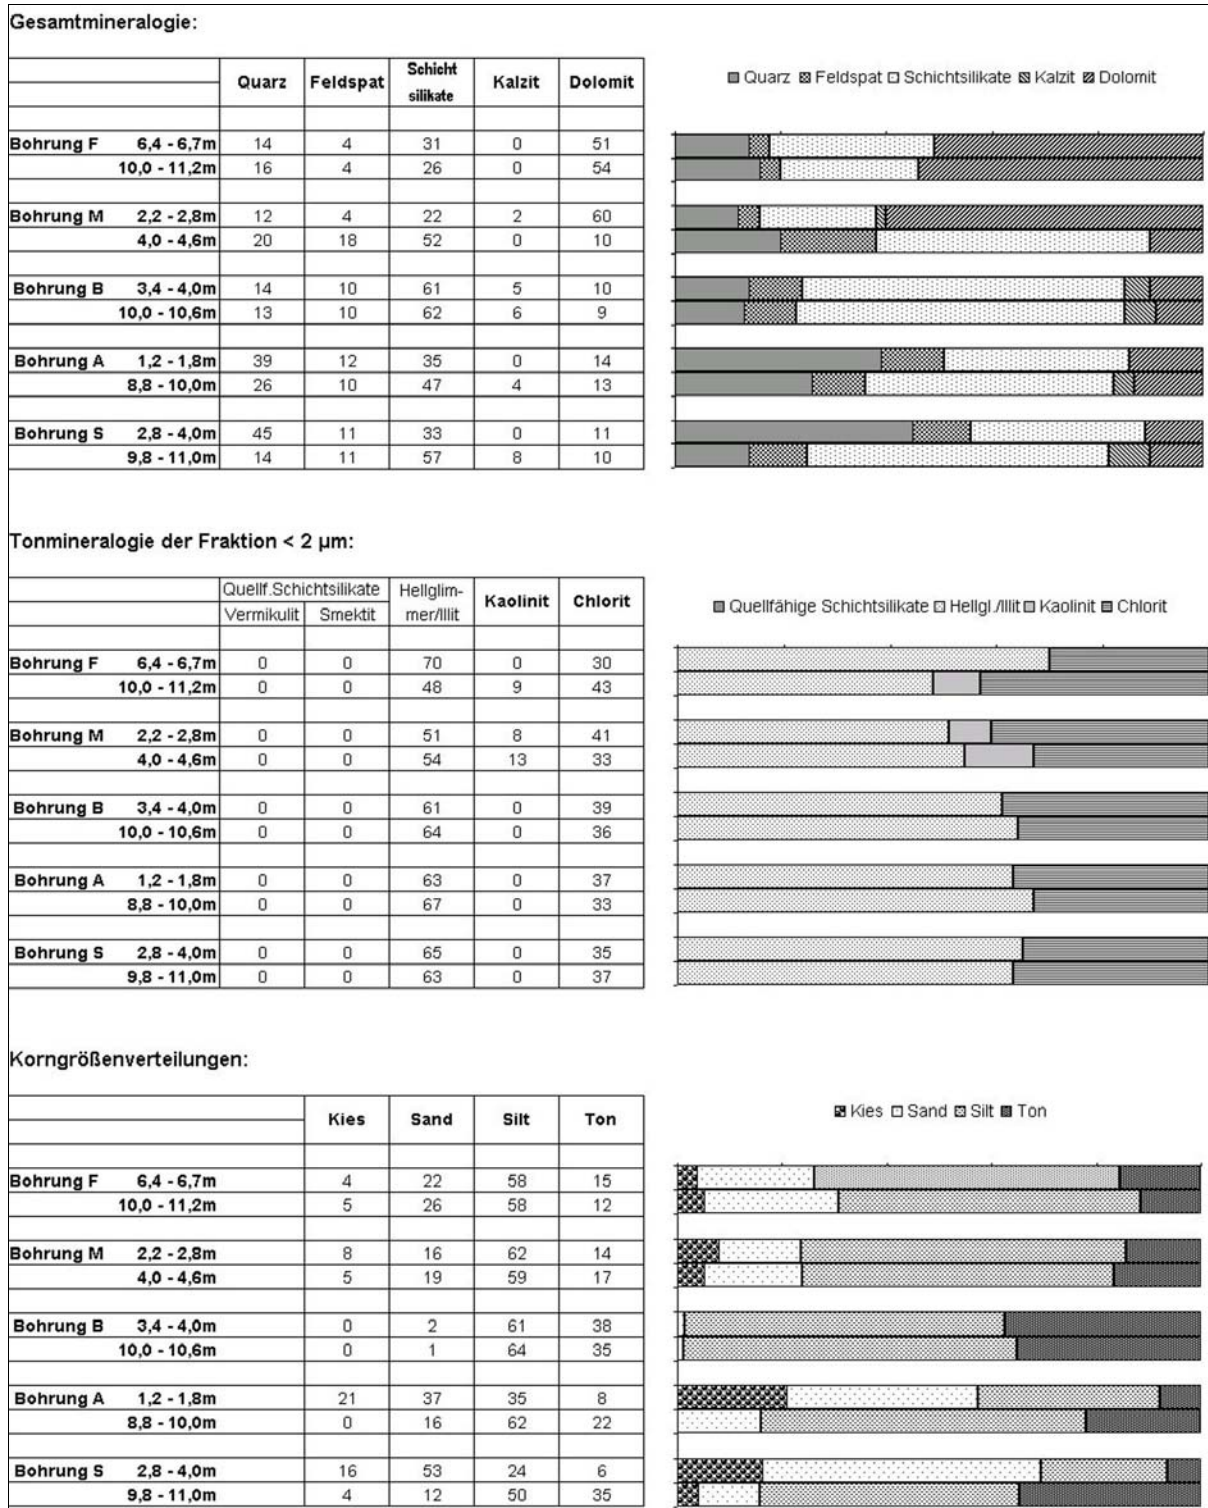 Gesamtmineralogie:
Quarz Feldspat Schicht silikate Kalzit Dolomit
Quarz Feldspat Schichtsilikate Kalzit Dolomit
Bohrung F 6,4 - 6,7m 14 4 31 0 51
10,0 - 11,2m 16 4 26 0 54
Bohrung M 2,2 - 2,8m 12 4 22 2 60
4,0 - 4,6m 20 18 52 0 10
Bohrung B 3,4 - 4,0m 14 10 61 5 10
10,0 - 10,6m 13 10 62 6 9
Bohrung A 1,2 - 1,8m 39 12 35 0 14
8,8 - 10,0m 26 10 47 4 13
Bohrung S 2,8 - 4,0m 45 11 33 0 11
9,8 - 11,0m 14 11 57 8 10
Tonmineralogie der Fraktion < 2 µm:
Quellf.Schichtsilikate Hellglim- Kaolinit Chlorit
Vermikulit Smektit mer/Illit
Quellfähige Schichtsilikate Hellgl./Illit Kaolinit Chlorit
Bohrung F 6,4 - 6,7m 0 0 70 0 30
10,0 - 11,2m 0 0 48 9 43
Bohrung M 2,2 - 2,8m 0 0 51 8 41
4,0 - 4,6m 0 0 54 13 33
Bohrung B 3,4 - 4,0m 0 0 61 0 39
10,0 - 10,6m 0 0 64 0 36
Bohrung A 1,2 - 1,8m 0 0 63 0 37
8,8 - 10,0m 0 0 67 0 33
Bohrung S 2,8 - 4,0m 0 0 65 0 35
9,8 - 11,0m 0 0 63 0 37
Korngrößenverteilungen:
Kies Sand Silt Ton
Kies Sand Silt Ton
Bohrung F 6,4 - 6,7m 4 22 58 15
10,0 - 11,2m 5 26 58 12
Bohrung M 2,2 - 2,8m 8 16 62 14
4,0 - 4,6m 5 19 59 17
Bohrung B 3,4 - 4,0m 0 2 61 38
10,0 - 10,6m 0 1 64 35
Bohrung A 1,2 - 1,8m 21 37 35 8
8,8 - 10,0m 0 16 62 22
Bohrung S 2,8 - 4,0m 16 53 24 6
9,8 - 11,0m 4 12 50 35